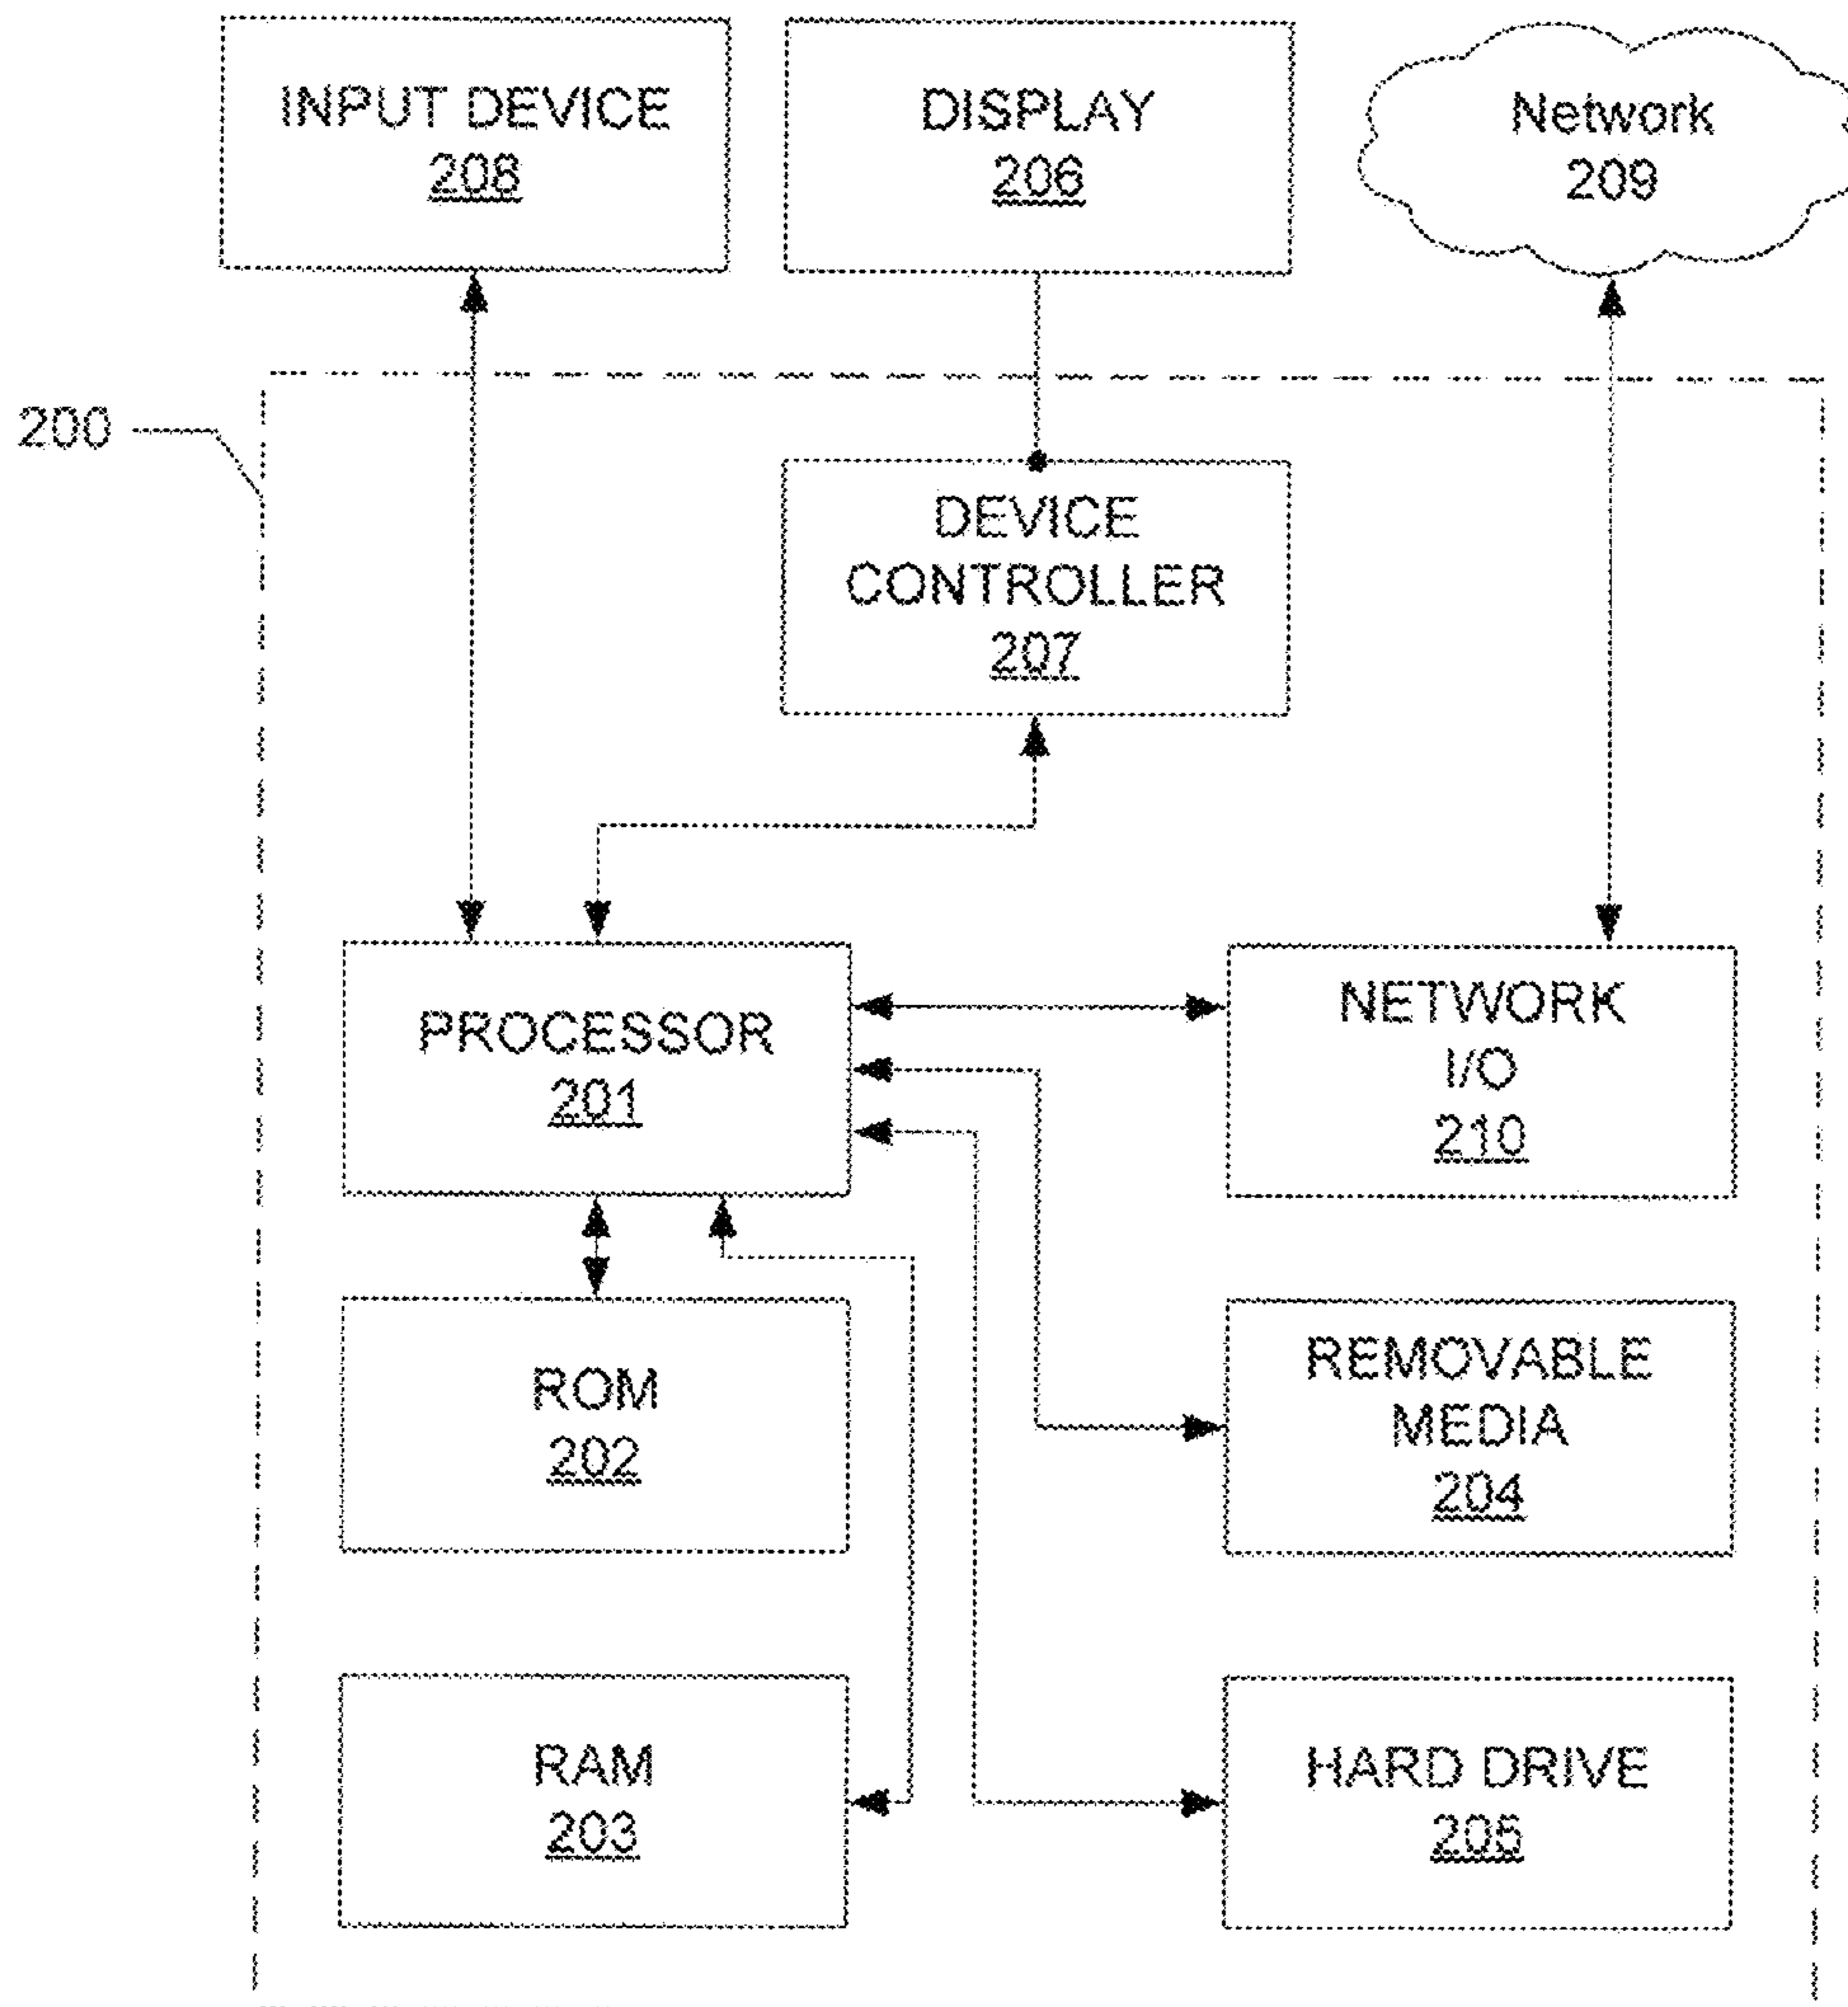 INPUT DEVICE
208
DISPLAY
206
Network
209
200
DEVICE
CONTROLLER
207
PROCESSOR
201
NETWORK
I/O
210
ROM
202
REMOVABLE
MEDIA
204
RAM
203
HARD DRIVE
205